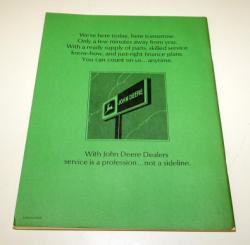 We're here today, here tomorrow.
Only a few minutes away from you.
With a ready supply of parts, skilled service
know-how, and just-right finance plans.
You can count on us...anytime.
JOHN DEERE
With John Deere Dealers
service is a profession...not a sideline.